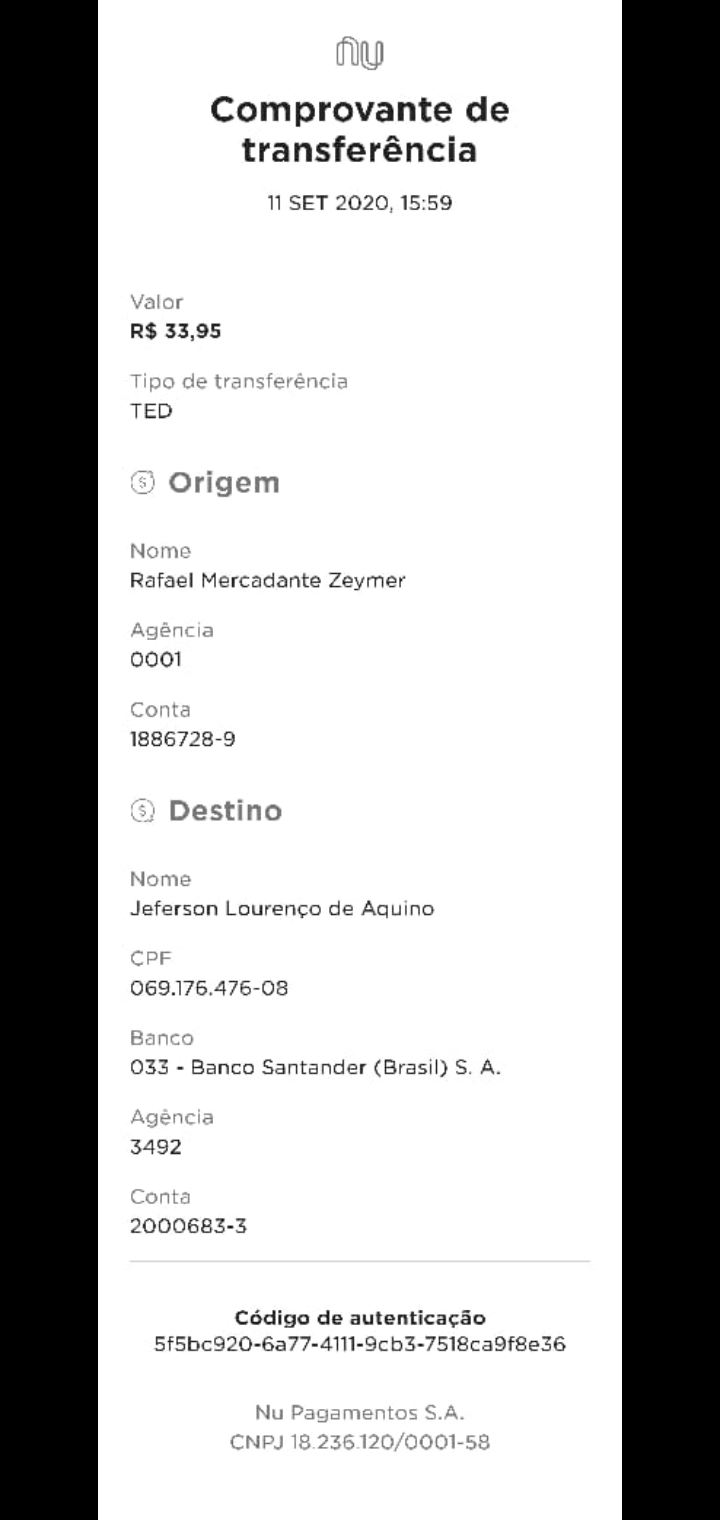 nu
Comprovante de
transferência
11 SET 2020, 15:59
Valor
R$ 33,95
Tipo de transferência
TED
Origem
Nome
Rafael Mercadante Zeymer
Agência
0001
Conta
1886728-9
Destino
Nome
Jeferson Lourenço de Aquino
CPF
069.176.476-08
Banco
033 - Banco Santander (Brasil) S. A.
Agência
3492
Conta
2000683-3
Código de autenticação
5f5bc920-6a77-4111-9cb3-7518ca9f8e36
Nu Pagamentos S.A.
CNPJ 18.236.120/0001-58